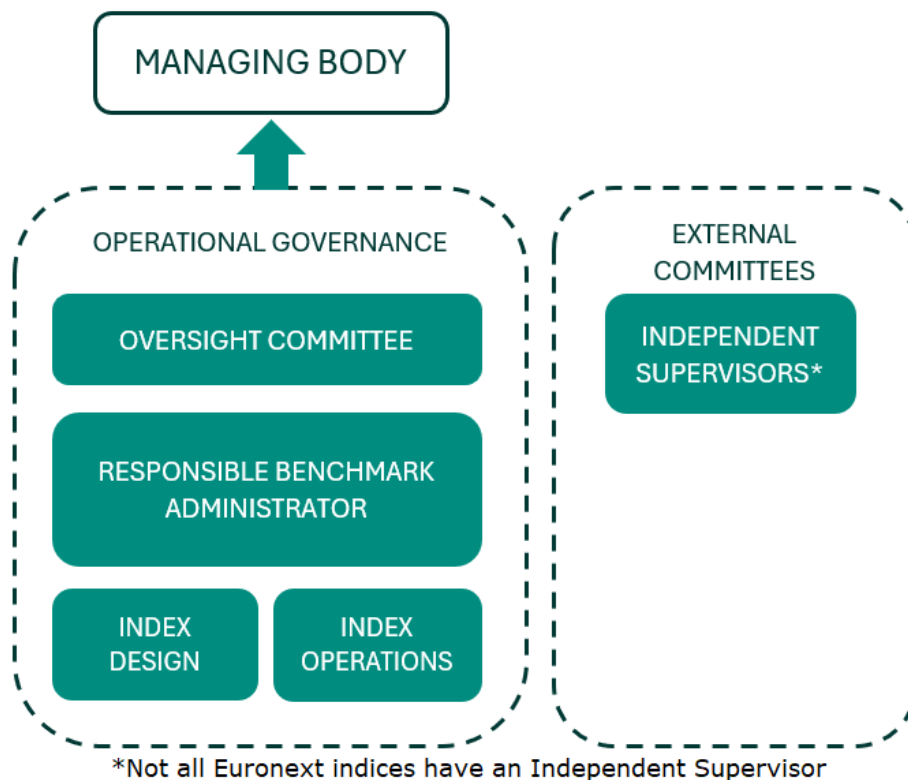 MANAGING BODY
OPERATIONAL GOVERNANCE
OVERSIGHT COMMITTEE
RESPONSIBLE BENCHMARK
ADMINISTRATOR
INDEX
DESIGN
INDEX
OPERATIONS
EXTERNAL
COMMITTEES
INDEPENDENT
SUPERVISORS*
*Not all Euronext indices have an Independent Supervisor